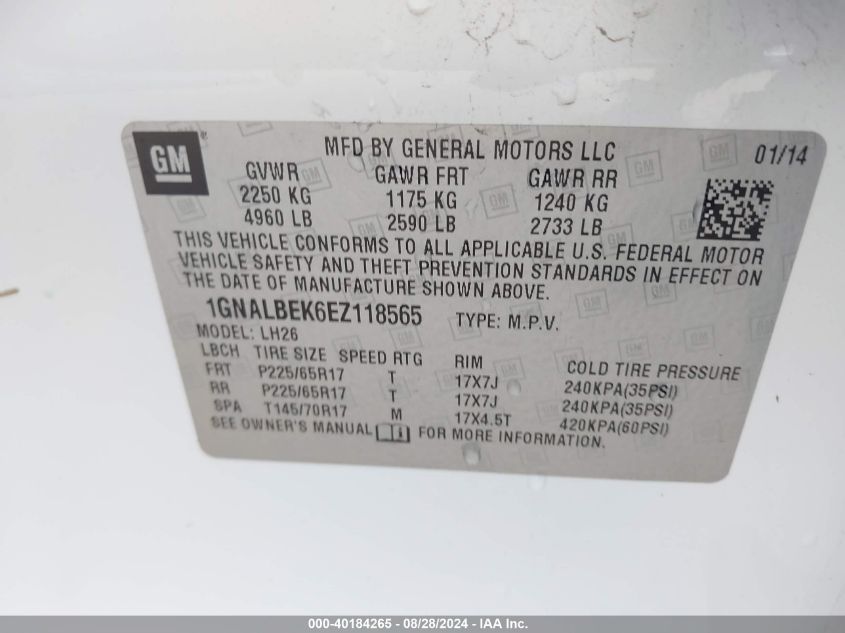 GM
MFD BY GENERAL MOTORS LLC 01/14
GVWR GAWR FRT GAWR RR
2250 KG 1175 KG 1240 KG
4960 LB 2590 LB 2733 LB
THIS VEHICLE CONFORMS TO ALL APPLICABLE U.S. FEDERAL MOTOR
VEHICLE SAFETY AND THEFT PREVENTION STANDARDS IN EFFECT ON
THE DATE OF MANUFACTURE SHOWN ABOVE.
1GNALBEK6EZ118565 TYPE: M.P.V.
MODEL: LH26
LBCH TIRE SIZE SPEED RTG RIM COLD TIRE PRESSURE
FRT P225/65R17 T 17X7J 240KPA(35PSI)
RR P225/65R17 T 17X7J 240KPA(35PSI)
SPA T145/70R17 M 17X4.5T 420KPA(60PSI)
SEE OWNER'S MANUAL FOR MORE INFORMATION.
000-40184265 - 08/28/2024 - IAA Inc.